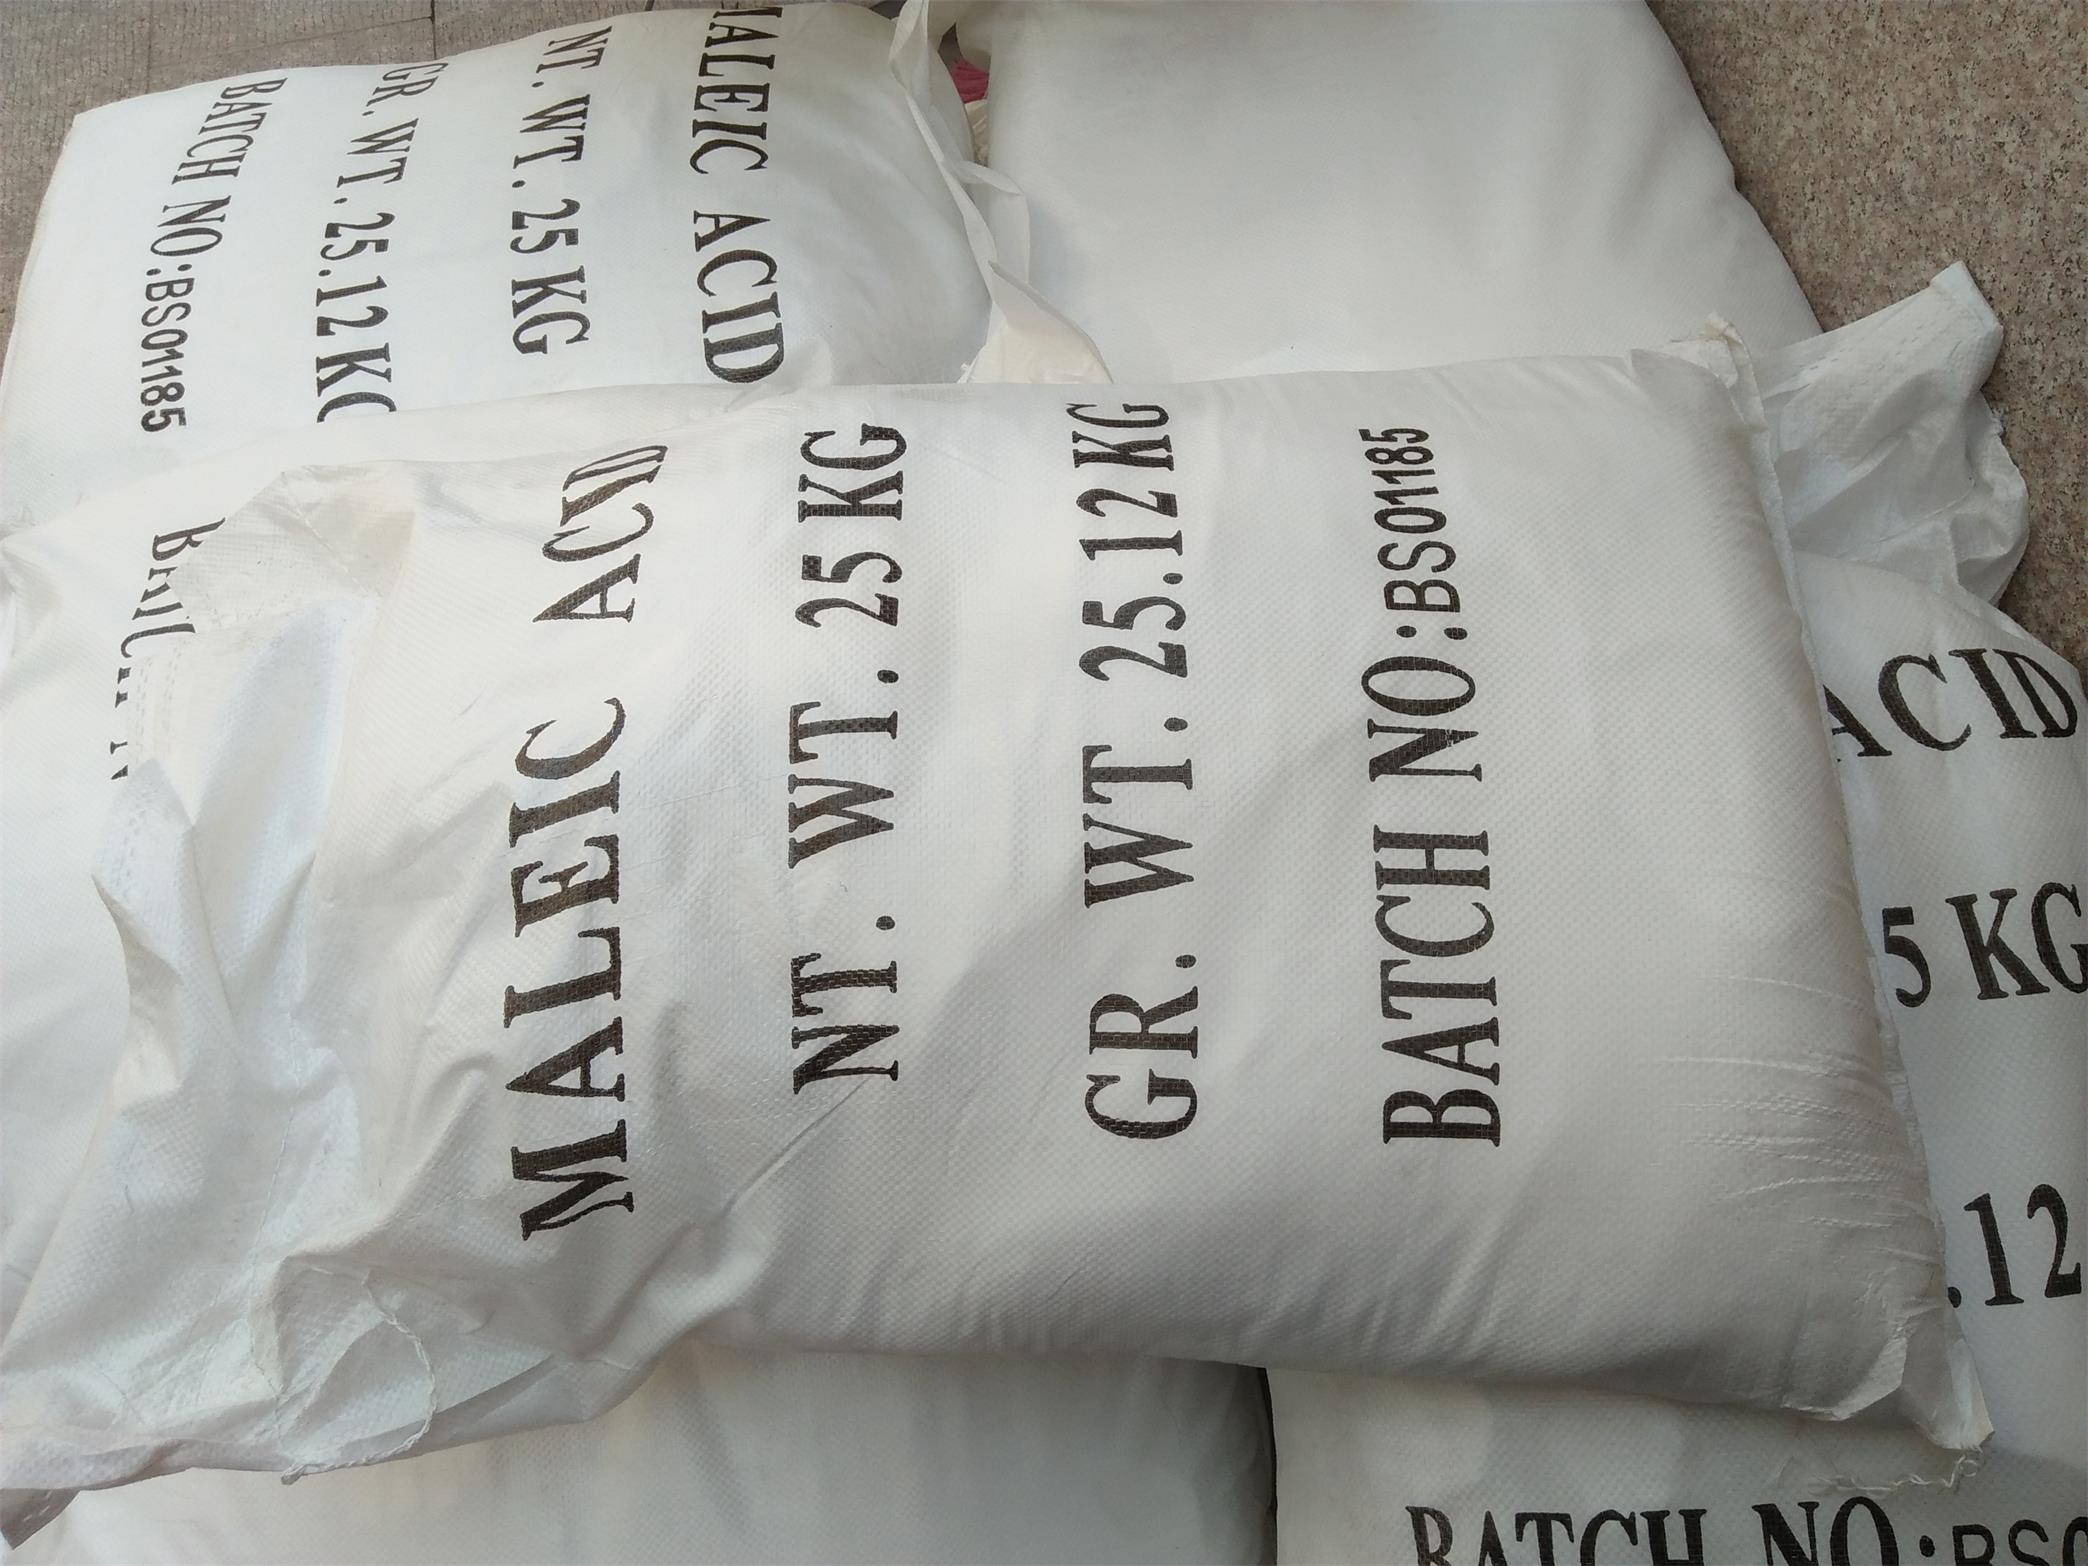 MALEIC ACID
NT. WT. 25 KG
GR. WT. 25.12 KG
BATCH NO:BS01185
MALEIC ACID
NT. WT. 25 KG
GR. WT. 25.12 KG
BATCH NO:BS01185
ACID
5 KG
.12
BATCH NO:BS0